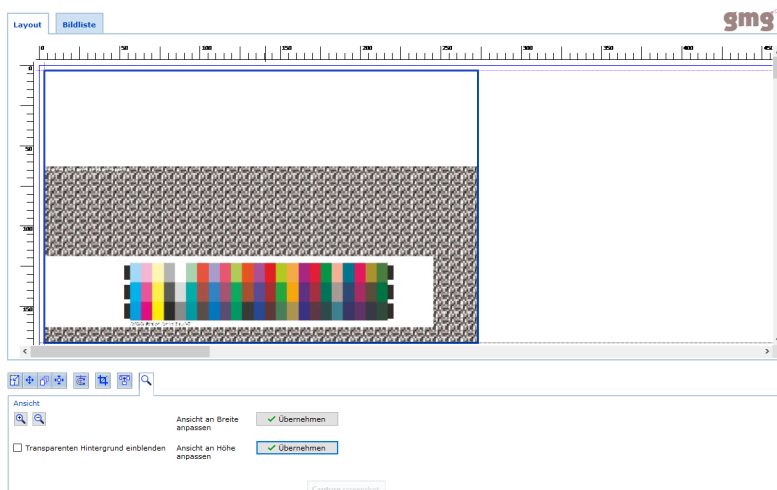 Layout
Bildliste
gmg
0
50
100
150
200
250
300
350
400
0
50
100
150
Ansicht
Ansicht an Breite
anpassen
Übernehmen
Transparenten Hintergrund einblenden
Ansicht an Höhe
anpassen
Übernehmen